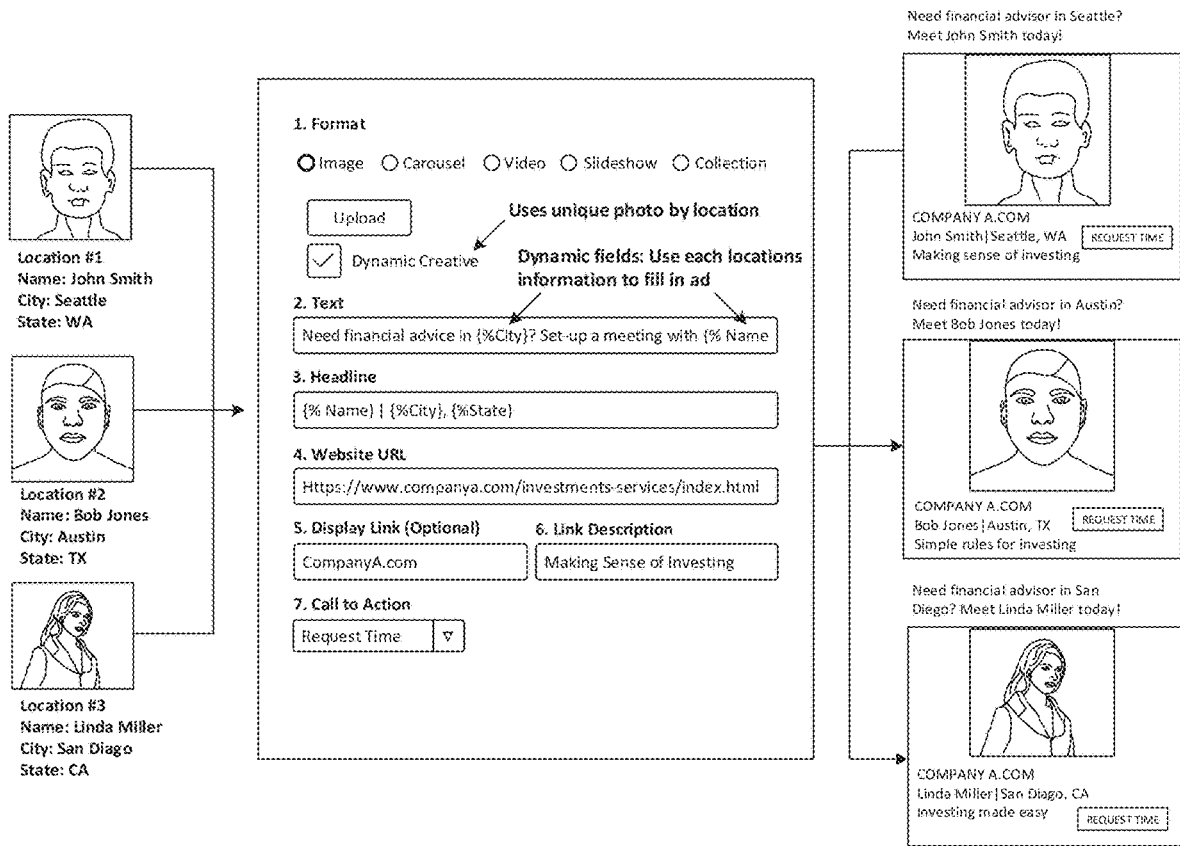 Location #1
Name: John Smith
City: Seattle
State: WA
Location #2
Name: Bob Jones
City: Austin
State: TX
Location #3
Name: Linda Miller
City: San Diago
State: CA
1. Format
Image Carousel Video Slideshow Collection
Upload
Uses unique photo by location
Dynamic Creative
Dynamic fields: Use each locations
information to fill in ad
2. Text
Need financial advice in {%City}? Set-up a meeting with {% Name
3. Headline
{% Name} | {%City}, {%State}
4. Website URL
Https://www.companya.com/investments-services/index.html
5. Display Link (Optional) 6. Link Description
CompanyA.com Making Sense of Investing
7. Call to Action
Request Time
Need financial advisor in Seattle?
Meet John Smith today!
COMPANY A.COM
John Smith|Seattle, WA
REQUEST TIME
Making sense of investing
Need financial advisor in Austin?
Meet Bob Jones today!
COMPANY A.COM
Bob Jones|Austin, TX
REQUEST TIME
Simple rules for investing
Need financial advisor in San
Diego? Meet Linda Miller today!
COMPANY A.COM
Linda Miller|San Diago, CA
Investing made easy
REQUEST TIME